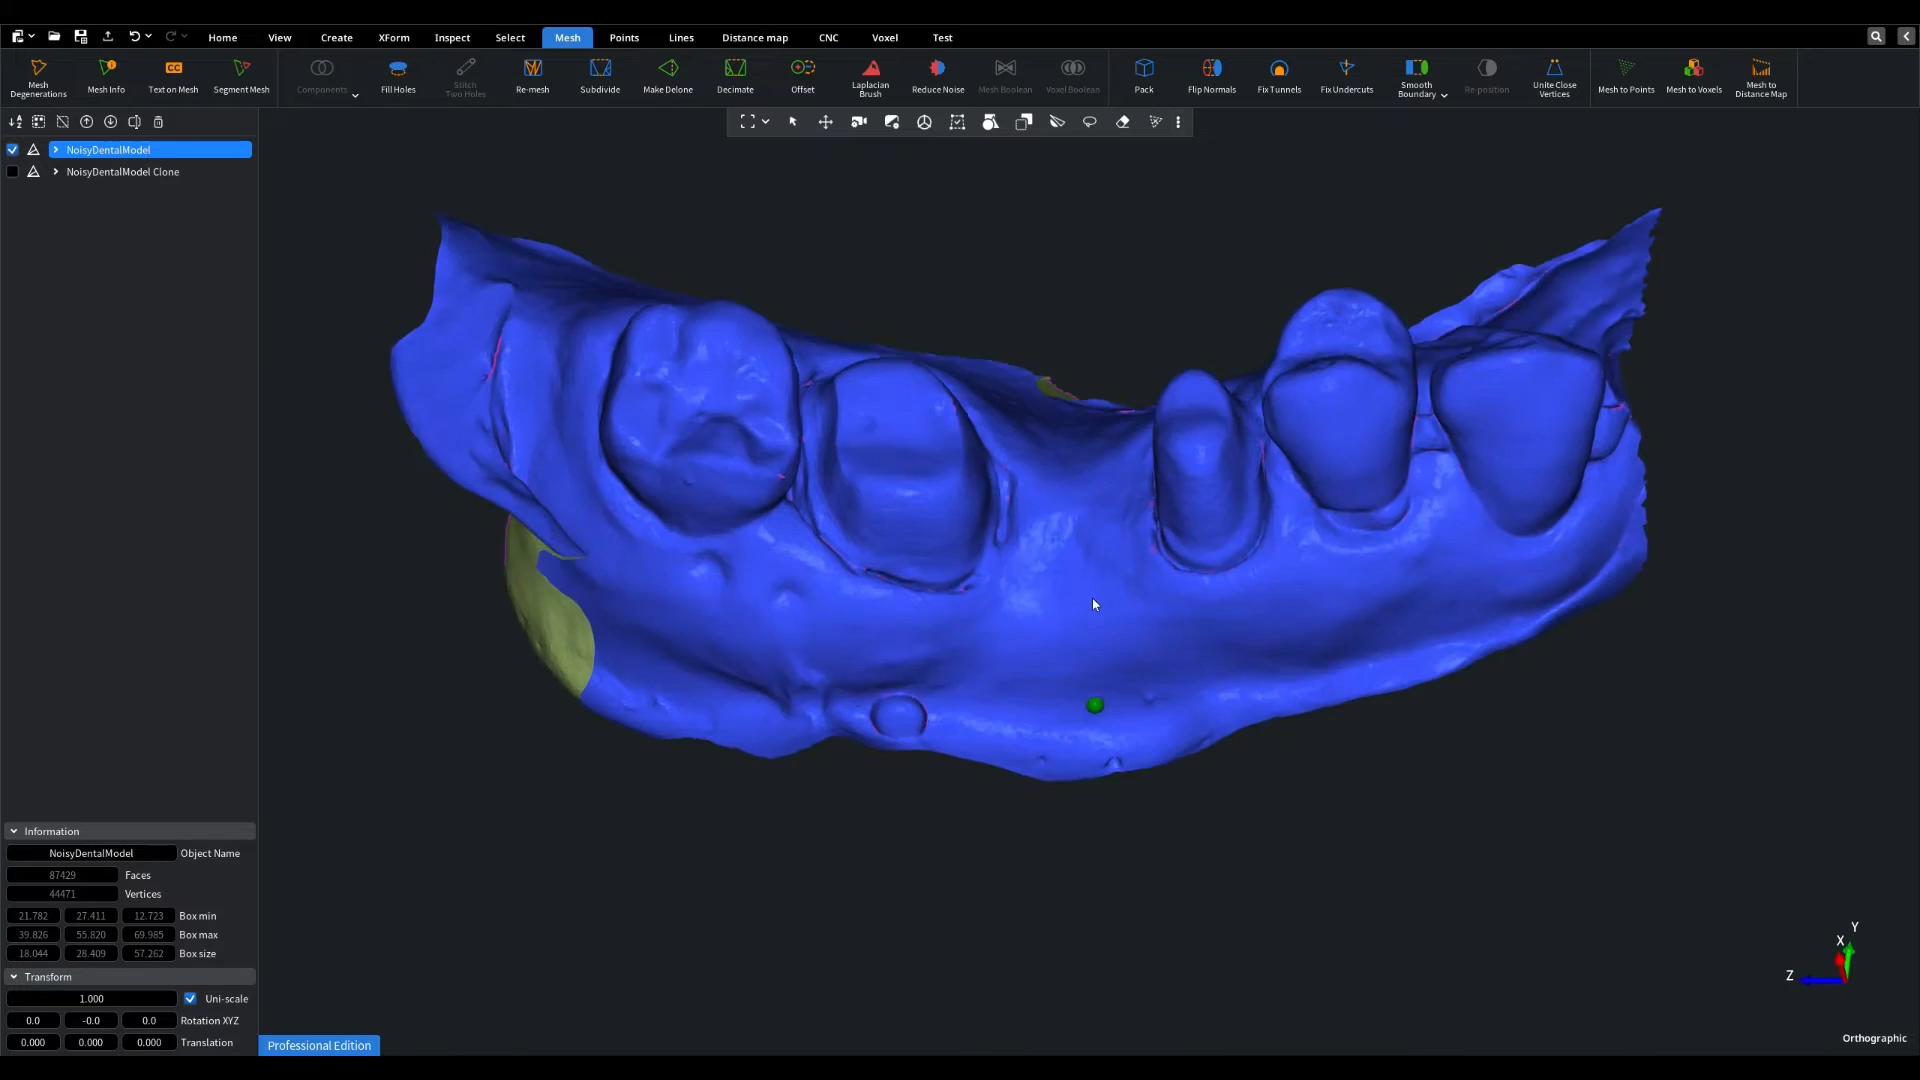 Home View Create XForm Inspect Select Mesh Points Lines Distance map CNC Voxel Test
Mesh Degenerations
Mesh Info
Text on Mesh
Segment Mesh
Components
Fill Holes
Stitch Two Holes
Re-mesh
Subdivide
Make Delone
Decimate
Offset
Laplacian Brush
Reduce Noise
Mesh Boolean
Voxel Boolean
Pack
Flip Normals
Fix Tunnels
Fix Undercuts
Smooth Boundary
Re-position
Unite Close Vertices
Mesh to Points
Mesh to Voxels
Mesh to Distance Map
NoisyDentalModel
NoisyDentalModel Clone
Information
NoisyDentalModel Object Name
87429 Faces
44471 Vertices
21.782 27.411 12.723 Box min
39.826 55.820 69.985 Box max
18.044 28.409 57.262 Box size
Transform
1.000 Uni-scale
0.0 -0.0 0.0 Rotation XYZ
0.000 0.000 0.000 Translation
Professional Edition
Y
X
Z
Orthographic